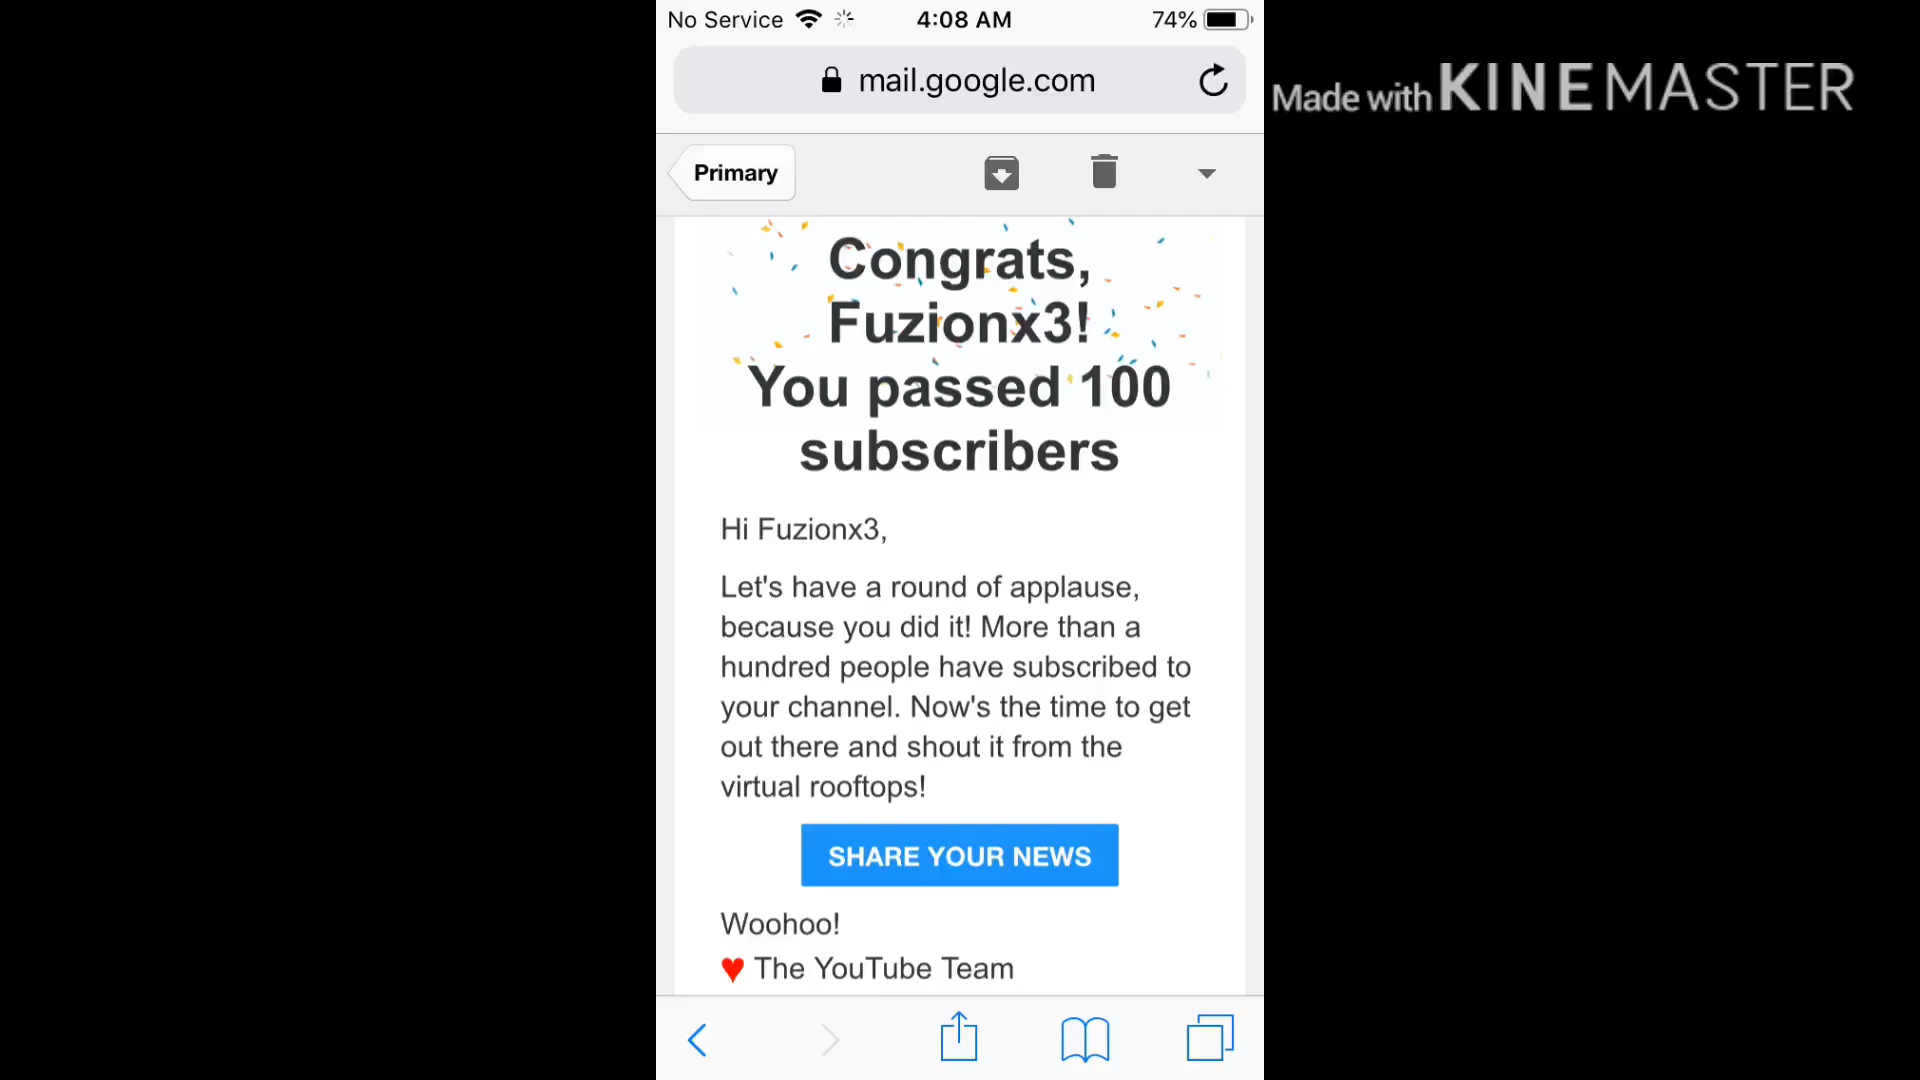 No Service 4:08 AM 74%
mail.google.com
Made with KINEMASTER
Primary
Congrats,
Fuzionx3!
You passed 100
subscribers
Hi Fuzionx3,
Let's have a round of applause,
because you did it! More than a
hundred people have subscribed to
your channel. Now's the time to get
out there and shout it from the
virtual rooftops!
SHARE YOUR NEWS
Woohoo!
♥ The YouTube Team